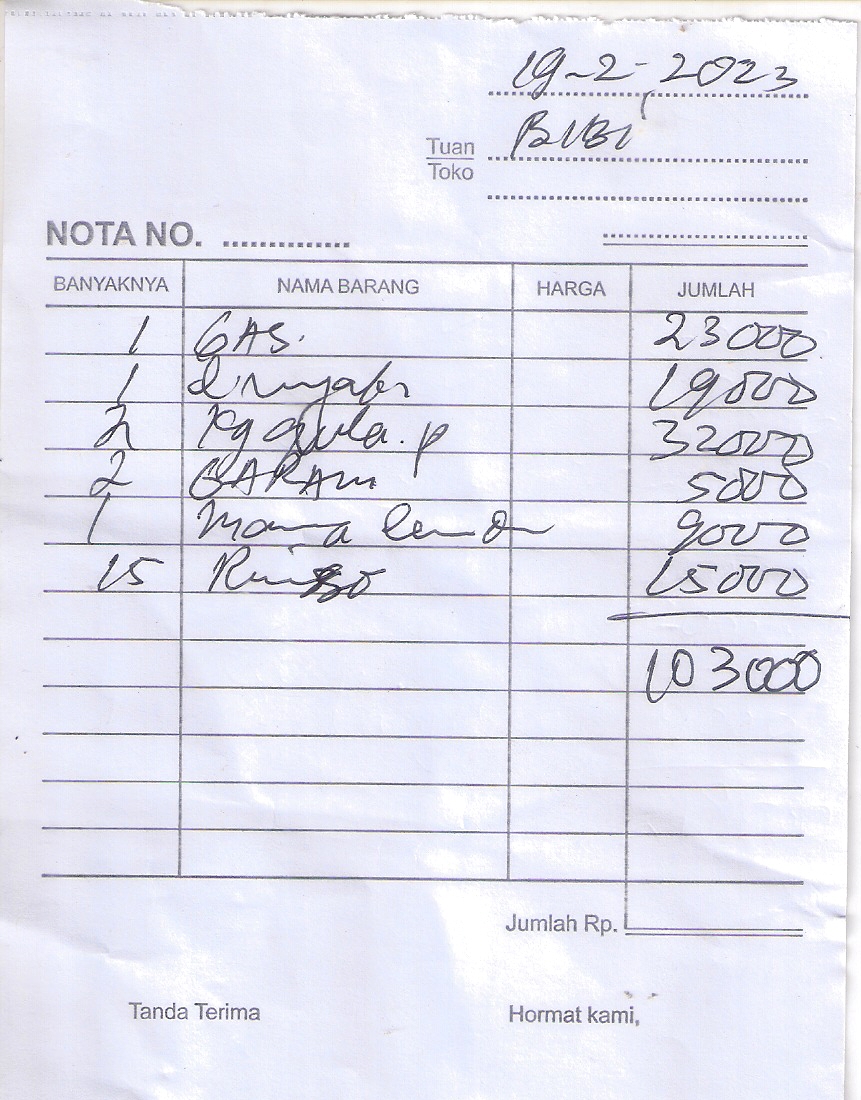 19-2-2023
Tuan BIBI
Toko
NOTA NO. ..............
BANYAKNYA NAMA BARANG HARGA JUMLAH
1 GAS. 23000
1 19000
2 Kg gula.p 32000
2 GARAM 5000
1 Mama lemon 9000
15 Rinso 15000
103000
Jumlah Rp.
Tanda Terima Hormat kami,